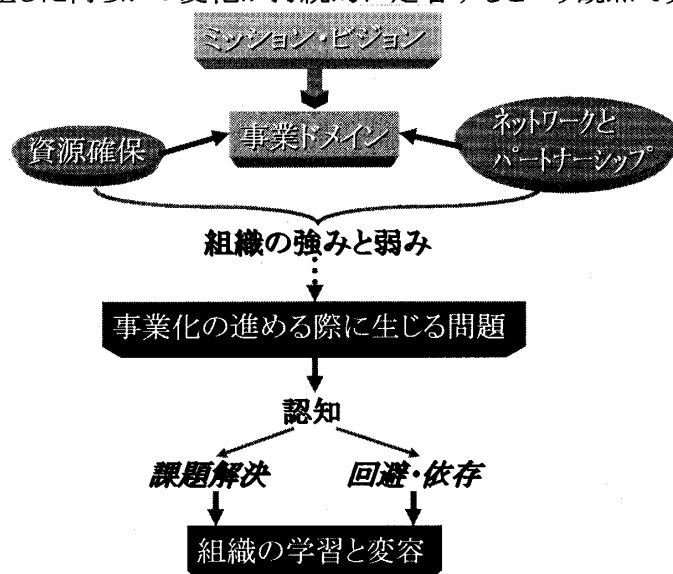 ミッション・ビジョン
資源確保
事業ドメイン
ネットワークと
パートナーシップ
組織の強みと弱み
事業化の進める際に生じる問題
認知
課題解決
回避・依存
組織の学習と変容